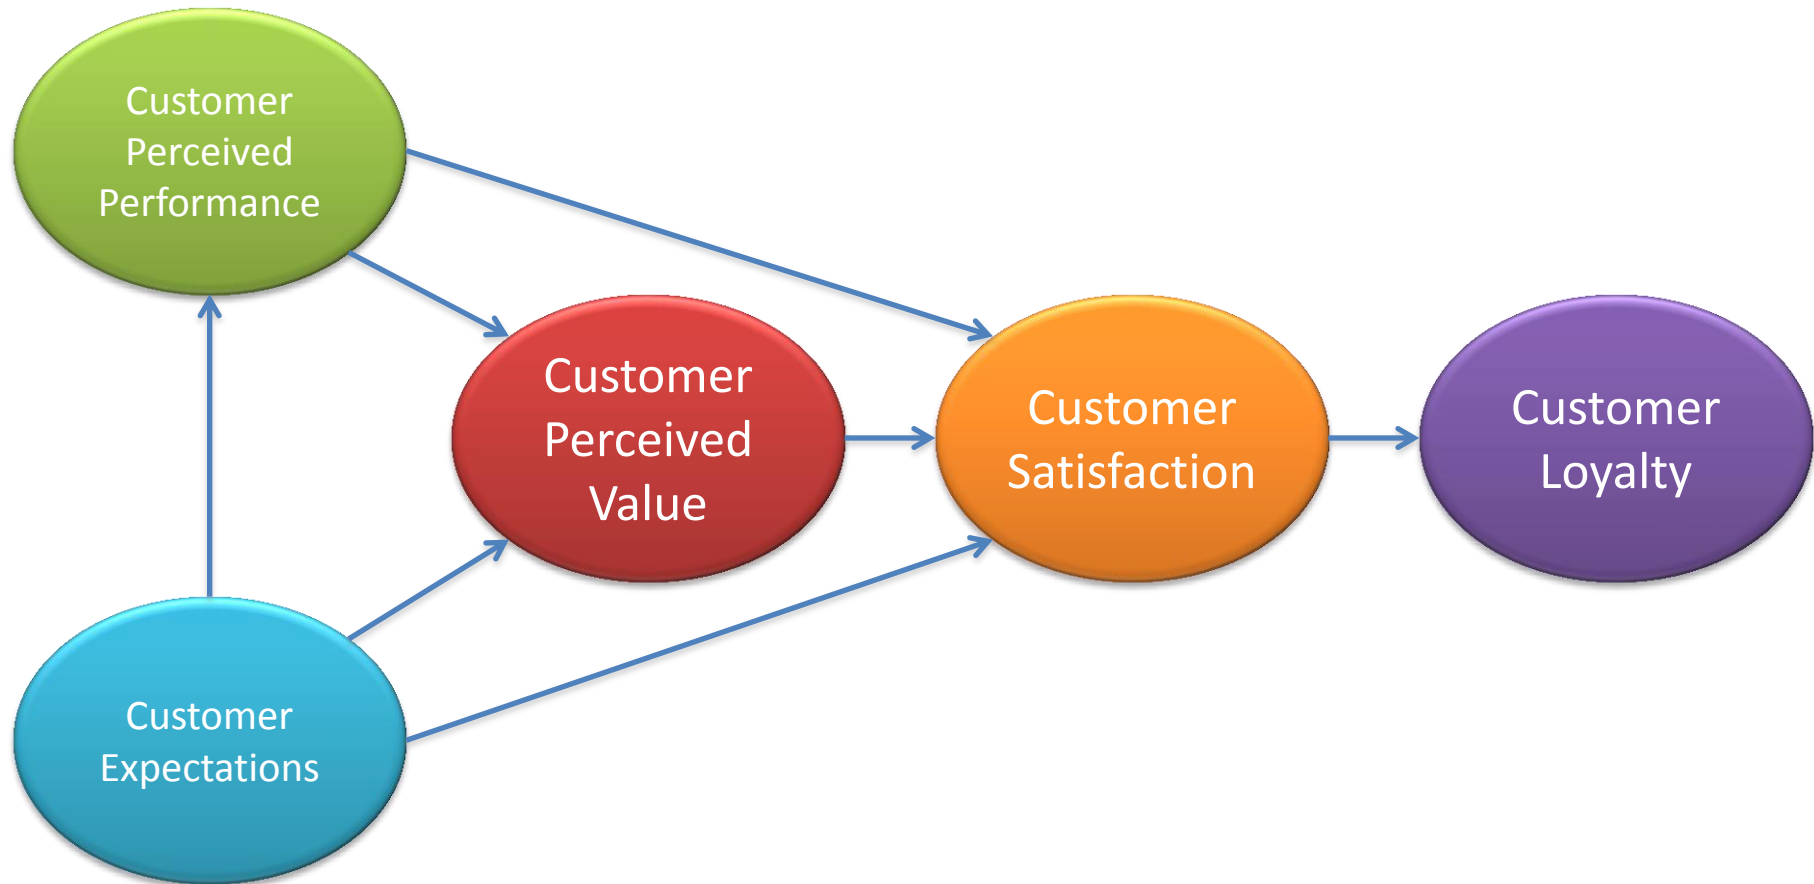 Customer
Perceived
Performance
Customer
Perceived
Value
Customer
Satisfaction
Customer
Loyalty
Customer
Expectations